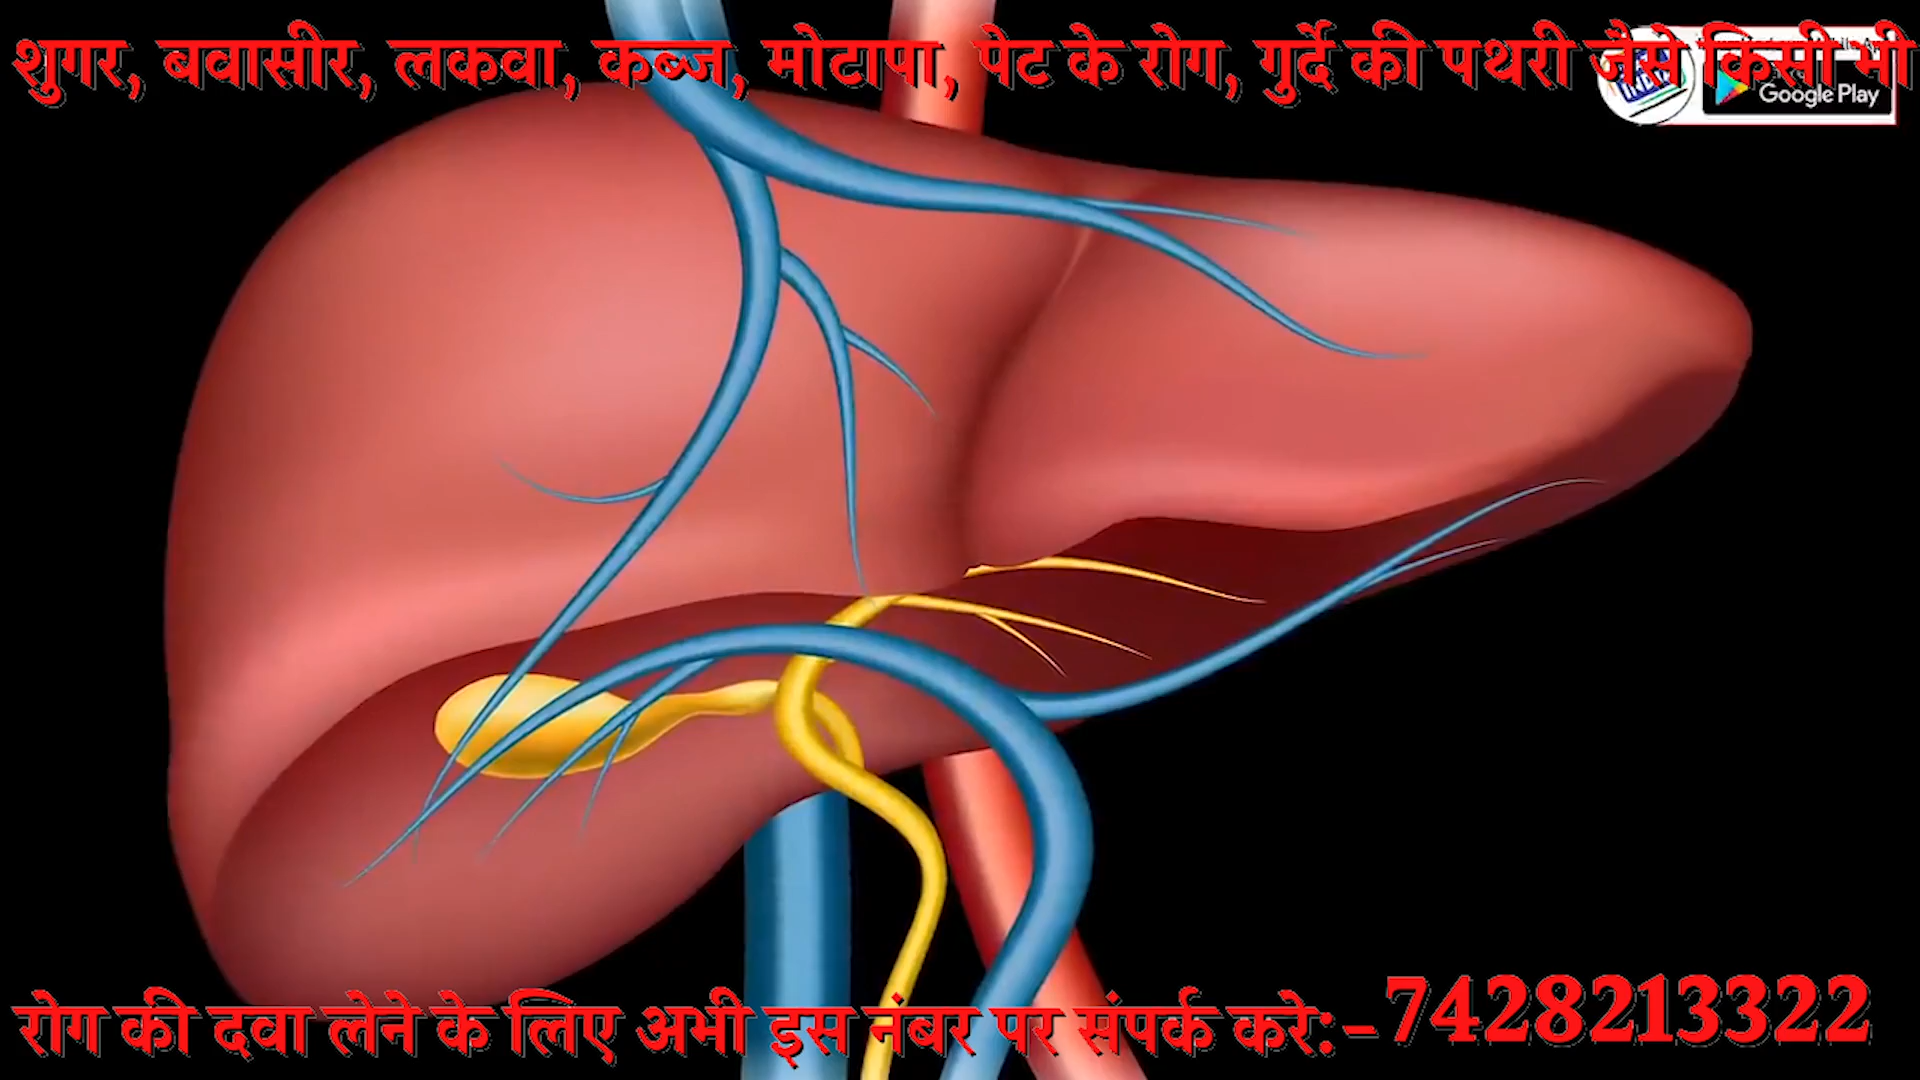 शुगर, बवासीर, लकवा, कब्ज, मोटापा, पेट के रोग, गुर्दे की पथरी जैसे किसी भी
Google Play
रोग की दवा लेने के लिए अभी इस नंबर पर संपर्क करे:-7428213322